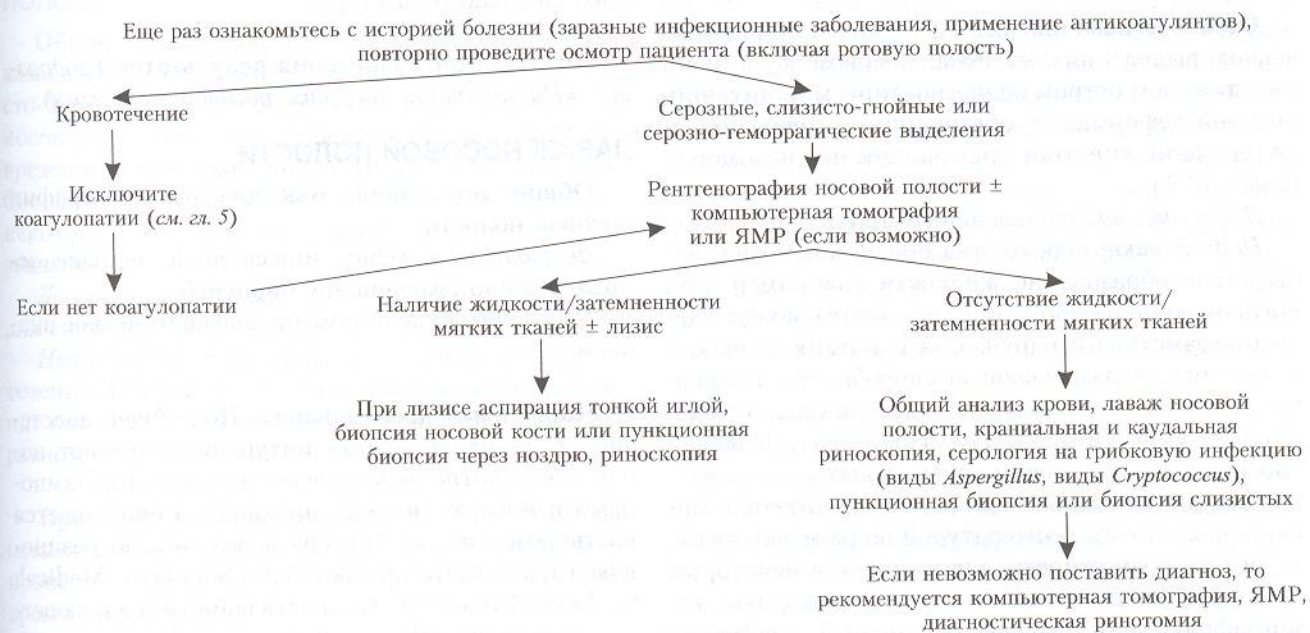 Еще раз ознакомьтесь с историей болезни (заразные инфекционные заболевания, применение антикоагулянтов),
повторно проведите осмотр пациента (включая ротовую полость)
Кровотечение
Серозные, слизисто-гнойные или
серозно-геморрагические выделения
Исключите
коагулопатии (см. гл. 5)
Рентгенография носовой полости ±
компьютерная томография
или ЯМР (если возможно)
Если нет коагулопатии
Наличие жидкости/затемненности
мягких тканей ± лизис
Отсутствие жидкости/
затемненности мягких тканей
При лизисе аспирация тонкой иглой,
биопсия носовой кости или пункционная
биопсия через ноздрю, риноскопия
Общий анализ крови, лаваж носовой
полости, краниальная и каудальная
риноскопия, серология на грибковую инфекцию
(виды Aspergillus, виды Cryptococcus),
пункционная биопсия или биопсия слизистых
Если невозможно поставить диагноз, то
рекомендуется компьютерная томография, ЯМР,
диагностическая ринотомия